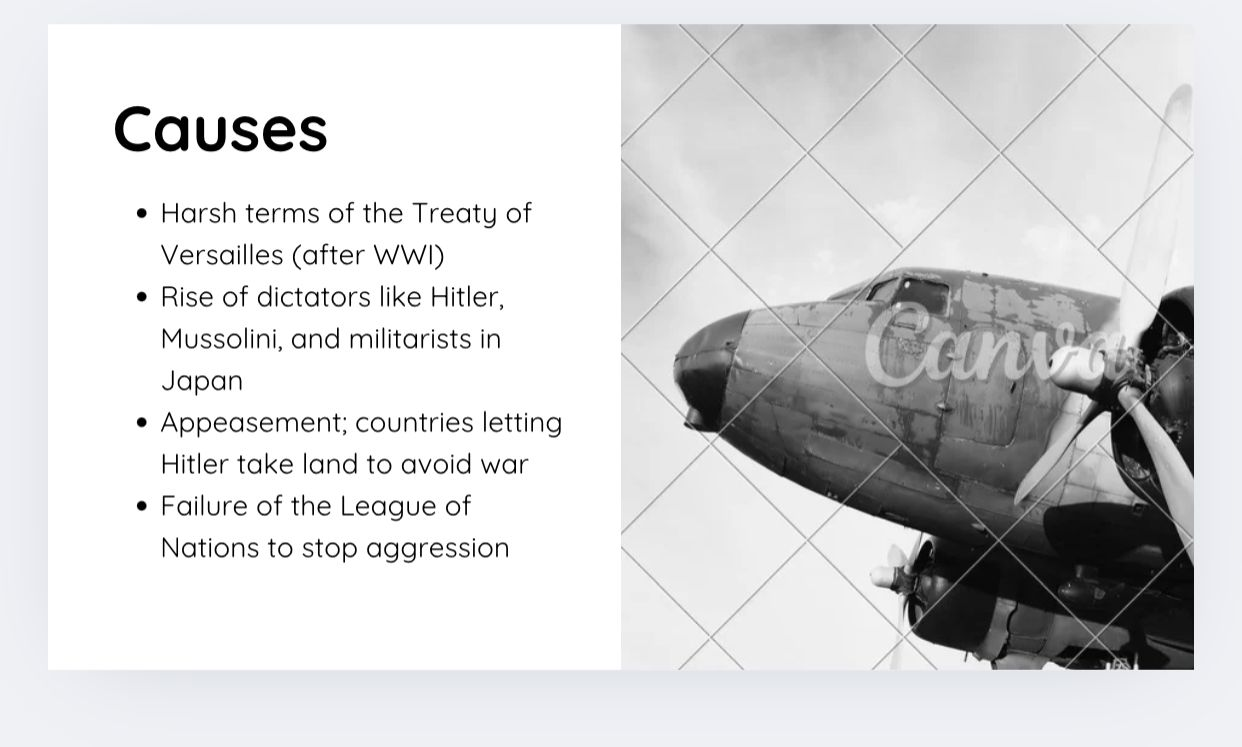 Causes
• Harsh terms of the Treaty of
Versailles (after WWI)
• Rise of dictators like Hitler,
Mussolini, and militarists in
Japan
• Appeasement; countries letting
Hitler take land to avoid war
• Failure of the League of
Nations to stop aggression
Canva